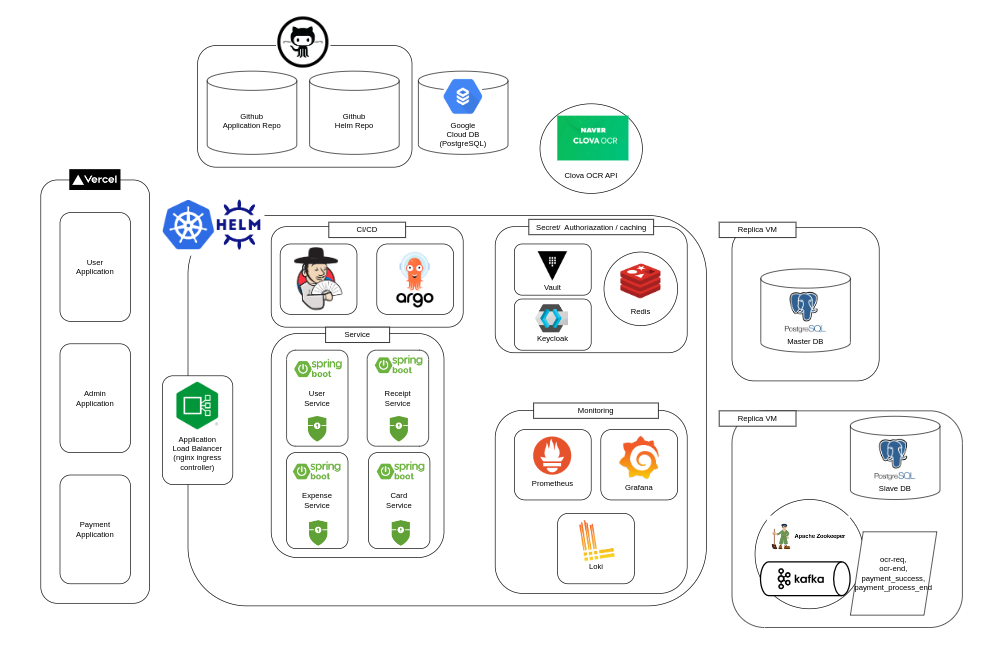 Github
Application Repo
Github
Helm Repo
Google
Cloud DB
(PostgreSQL)
NAVER
CLOVA OCR
Clova OCR API
Vercel
User
Application
Admin
Application
Payment
Application
HELM
Application
Load Balancer
(nginx ingress
controller)
CI/CD
argo
Service
spring
boot
User
Service
spring
boot
Receipt
Service
spring
boot
Expense
Service
spring
boot
Card
Service
Secret/ Authoriazation / caching
Vault
Redis
Keycloak
Monitoring
Prometheus
Grafana
Loki
Replica VM
PostgreSQL
Master DB
Replica VM
PostgreSQL
Slave DB
Apache Zookeeper
kafka
ocr-req,
ocr-end,
payment_success,
payment_process_end